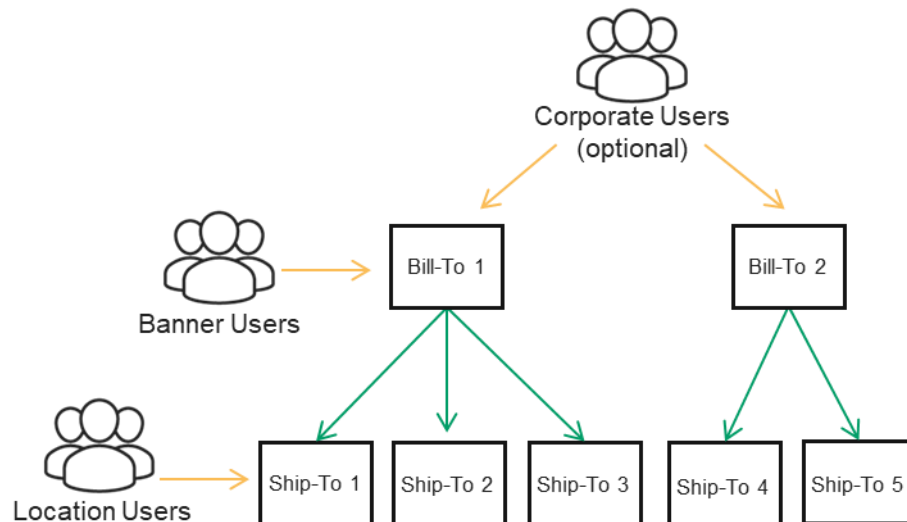 Corporate Users
(optional)
Bill-To 1
Bill-To 2
Banner Users
Ship-To 1
Ship-To 2
Ship-To 3
Ship-To 4
Ship-To 5
Location Users